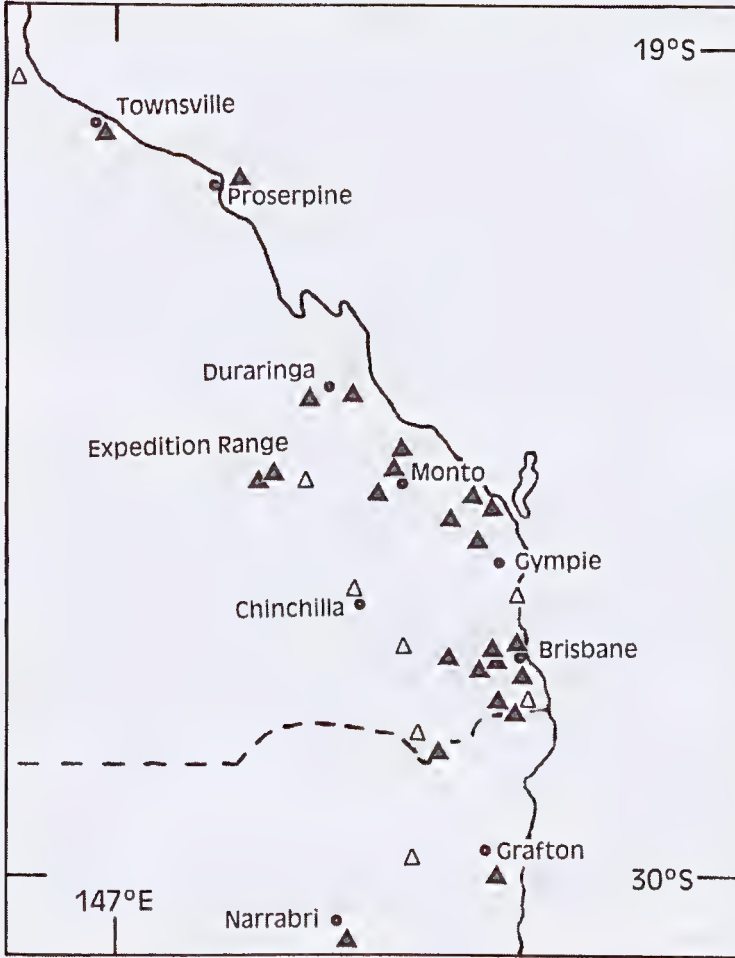 19°S
Townsville
Proserpine
Duraringa
Expedition Range
Monto
Gympie
Chinchilla
Brisbane
Grafton
30°S
147°E
Narrabri